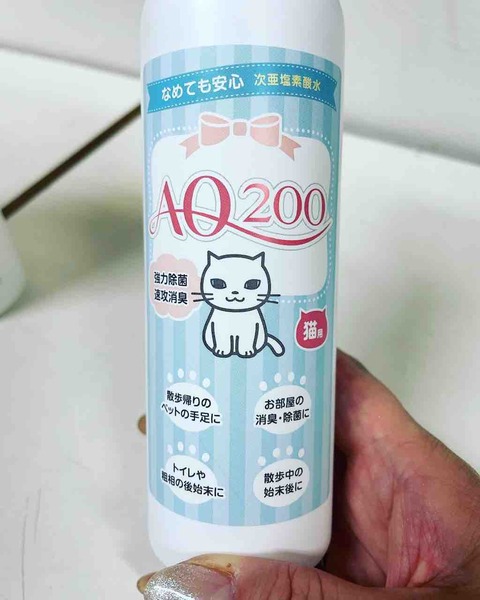 なめても安心 次亜塩素酸水
AQ200
強力除菌
速攻消臭
猫用
散歩帰りの
ペットの手足に
お部屋の
消臭・除菌に
トイレや
粗相の後始末に
散歩中の
始末後に